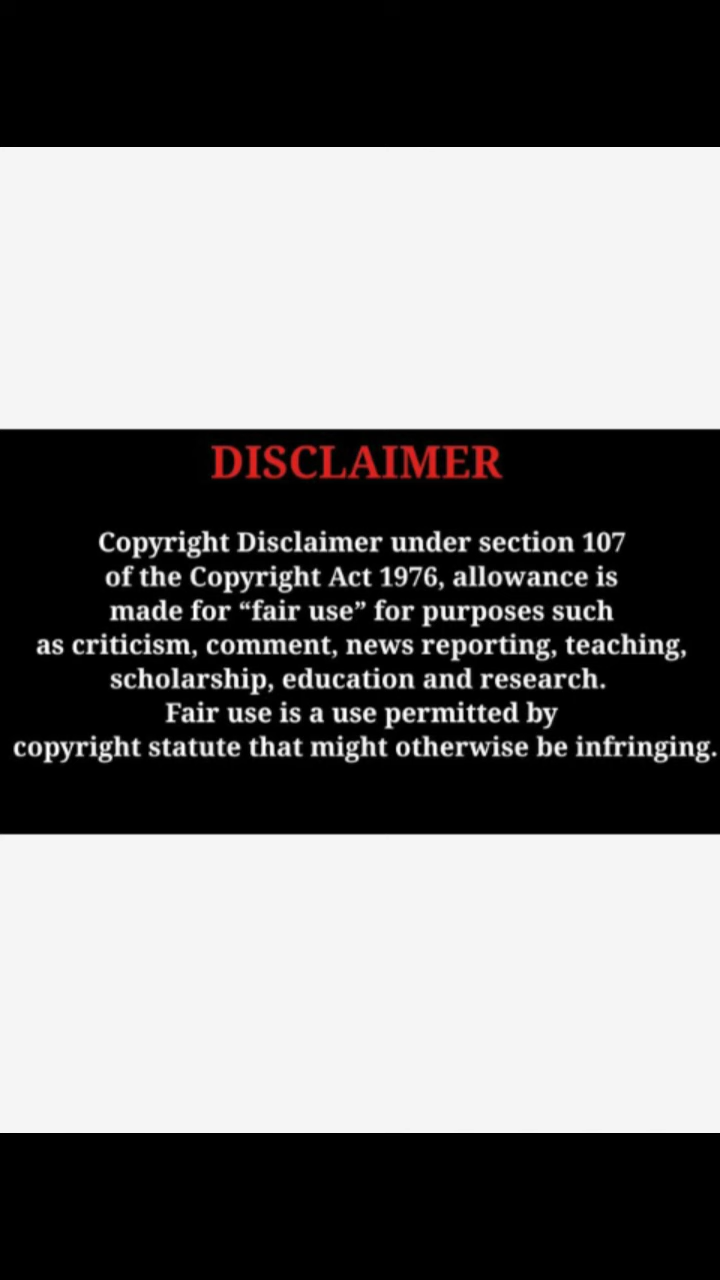 DISCLAIMER
Copyright Disclaimer under section 107
of the Copyright Act 1976, allowance is
made for “fair use” for purposes such
as criticism, comment, news reporting, teaching,
scholarship, education and research.
Fair use is a use permitted by
copyright statute that might otherwise be infringing.